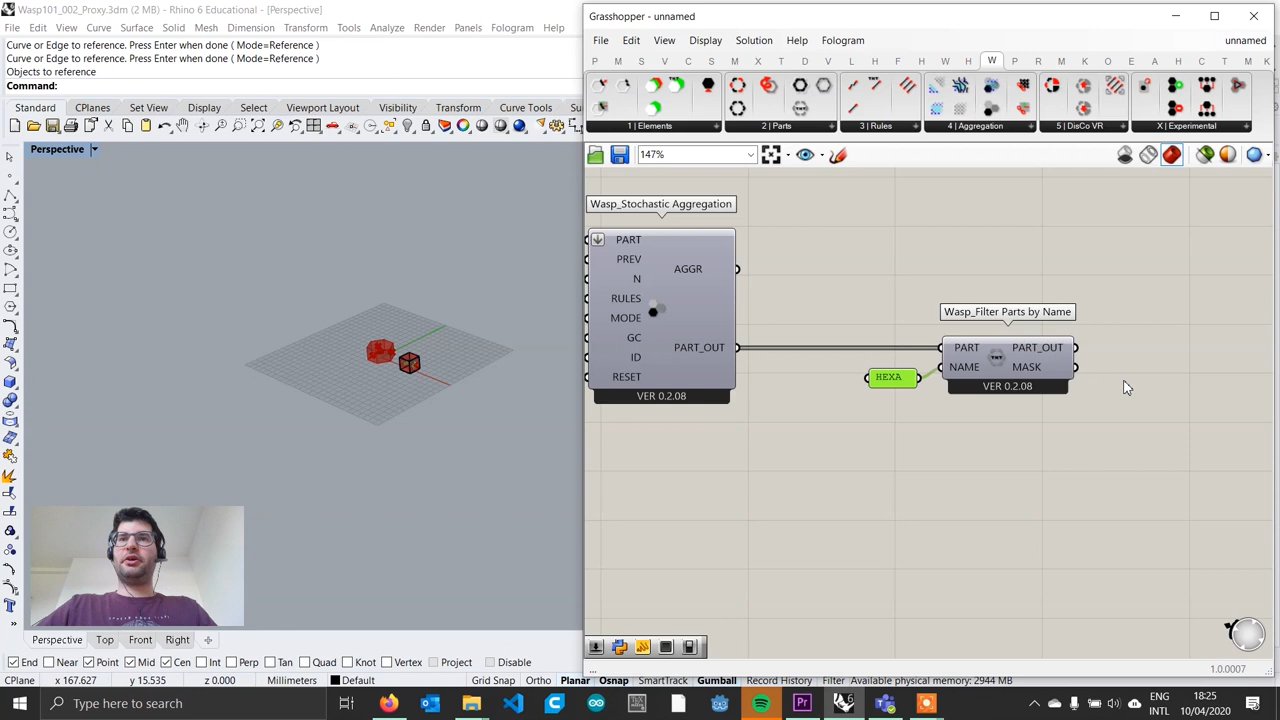 Wasp101_002_Proxy.3dm (2 MB) - Rhino 6 Educational - [Perspective]
File Edit View Curve Surface Solid Mesh Dimension Transform Tools Analyze Render Panels Fologram Help
Curve or Edge to reference. Press Enter when done ( Mode=Reference )
Curve or Edge to reference. Press Enter when done ( Mode=Reference )
Objects to reference
Command:
Standard CPlanes Set View Display Select Viewport Layout Visibility Transform Curve Tools Su
Perspective
Grasshopper - unnamed
File Edit View Display Solution Help Fologram unnamed
P M S V S C S M X D U K L H E W H W P R M C K O E A H C L M K
1 | Elements 2 | Parts 3 | Rules 4 | Aggregation 5 | DisCo VR X | Experimental
147%
Wasp_Stochastic Aggregation
PART
PREV
AGGR
N
RULES
MODE
GC
PART_OUT
ID
RESET
VER 0.2.08
Wasp_Filter Parts by Name
PART PART_OUT
HEXA
NAME MASK
VER 0.2.08
...
1.0.0007
Perspective Top Front Right
End Near Point Mid Cen Int Perp Tan Quad Knot Vertex Project Disable
CPlane x 167.627 y 15.535 z 0.000 Millimeters Default Grid Snap Ortho Planar Osnap SmartTrack Gumball Record History Filter Available physical memory: 2944 MB
Type here to search
ENG
INTL
18:25
10/04/2020